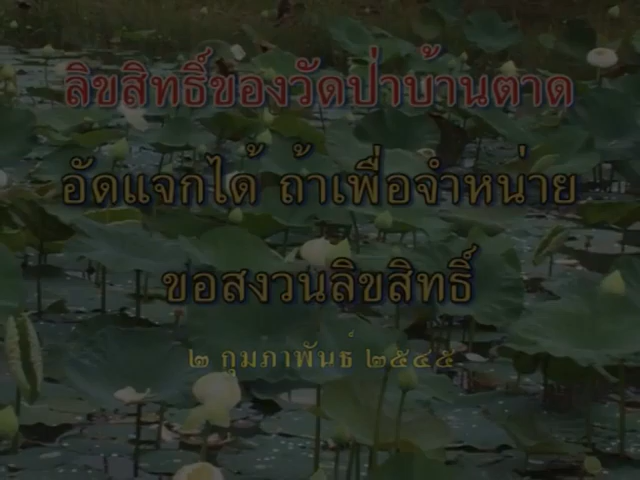 ลิขสิทธิ์ของวัดป่าบ้านตาด
อัดแจกได้ ถ้าเพื่อจำหน่าย
ขอสงวนลิขสิทธิ์
๒ กุมภาพันธ์ ๒๕๔๕